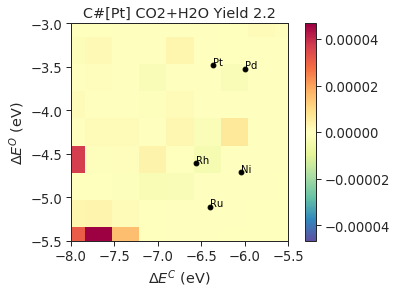 C#[Pt] CO2+H2O Yield 2.2
−3.0
−3.5
−4.0
−4.5
−5.0
−5.5
ΔE^O (eV)
Pt
Pd
Rh
Ni
Ru
−8.0 −7.5 −7.0 −6.5 −6.0 −5.5
ΔE^C (eV)
0.00004
0.00002
0.00000
−0.00002
−0.00004